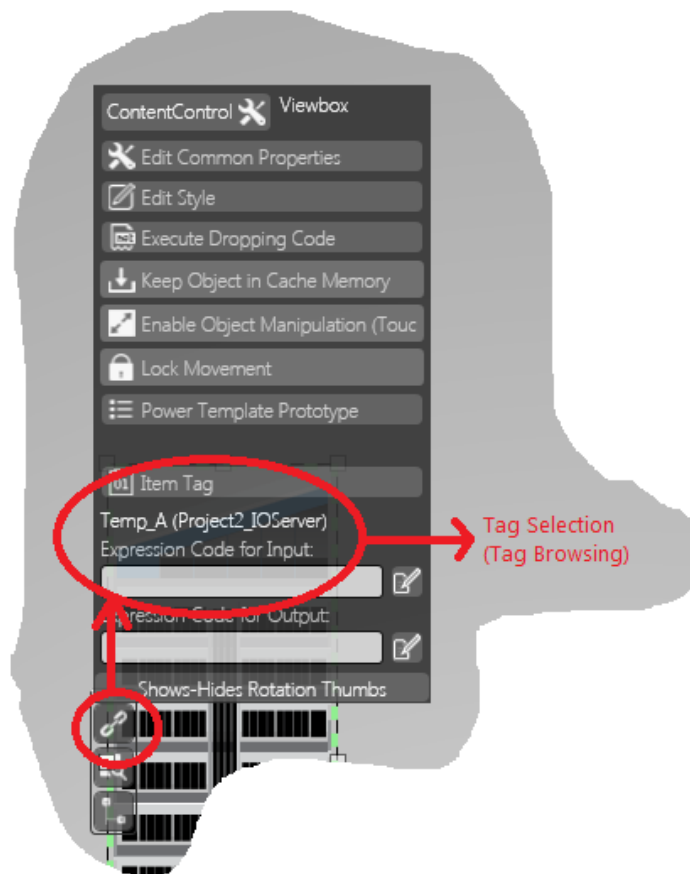 ContentControl Viewbox
Edit Common Properties
Edit Style
Execute Dropping Code
Keep Object in Cache Memory
Enable Object Manipulation (Touc
Lock Movement
Power Template Prototype
01 Item Tag
Temp_A (Project2_IOServer)
Expression Code for Input:
Tag Selection
(Tag Browsing)
Expression Code for Output:
Shows-Hides Rotation Thumbs